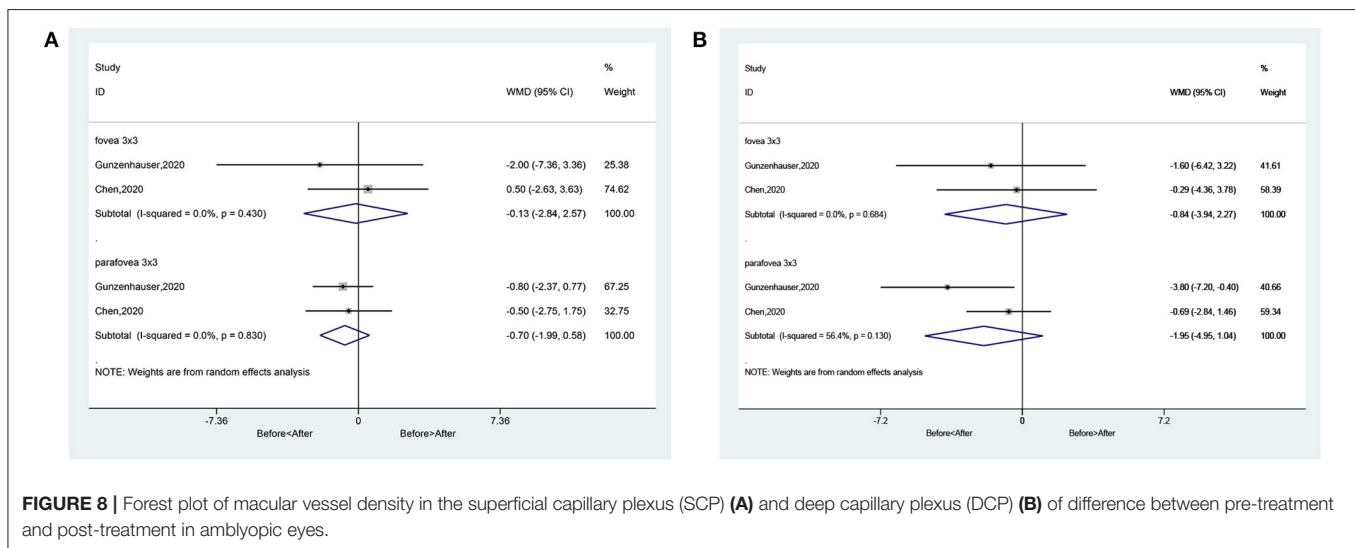 A
Study
%
ID
WMD (95% CI)
Weight
fovea 3x3
Gunzenhauser,2020
-2.00 (-7.36, 3.36)
25.38
Chen,2020
0.50 (-2.63, 3.63)
74.62
Subtotal (I-squared = 0.0%, p = 0.430)
-0.13 (-2.84, 2.57)
100.00
.
parafovea 3x3
Gunzenhauser,2020
-0.80 (-2.37, 0.77)
67.25
Chen,2020
-0.50 (-2.75, 1.75)
32.75
Subtotal (I-squared = 0.0%, p = 0.830)
-0.70 (-1.99, 0.58)
100.00
.
NOTE: Weights are from random effects analysis
-7.36
0
7.36
Before<After
Before>After
B
Study
%
ID
WMD (95% CI)
Weight
fovea 3x3
Gunzenhauser,2020
-1.60 (-6.42, 3.22)
41.61
Chen,2020
-0.29 (-4.36, 3.78)
58.39
Subtotal (I-squared = 0.0%, p = 0.684)
-0.84 (-3.94, 2.27)
100.00
.
parafovea 3x3
Gunzenhauser,2020
-3.80 (-7.20, -0.40)
40.66
Chen,2020
-0.69 (-2.84, 1.46)
59.34
Subtotal (I-squared = 56.4%, p = 0.130)
-1.95 (-4.95, 1.04)
100.00
.
NOTE: Weights are from random effects analysis
-7.2
0
7.2
Before<After
Before>After
FIGURE 8 | Forest plot of macular vessel density in the superficial capillary plexus (SCP) (A) and deep capillary plexus (DCP) (B) of difference between pre-treatment
and post-treatment in amblyopic eyes.